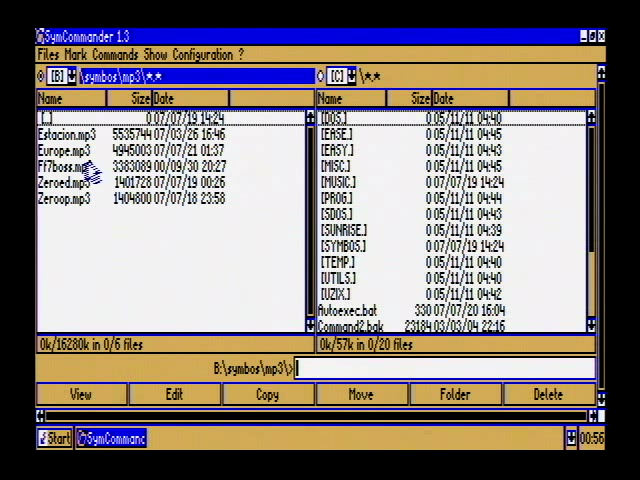 SymCommander 1.3
Files Mark Commands Show Configuration ?
[B] \symbos\mp3\*.* [C] \*.*
Name Size Date Name Size Date
[..] 0 07/07/19 14:24 [DOS.] 0 05/11/11 04:40
Estacion.mp3 5535744 07/03/26 16:46 [EASE.] 0 05/11/11 04:45
Europe.mp3 4945003 07/07/21 01:37 [EASY.] 0 05/11/11 04:43
Ff7boss.mp3 3383089 00/09/30 20:27 [MISC.] 0 05/11/11 04:45
Zeroed.mp3 1401728 07/07/19 00:26 [MUSIC.] 0 07/07/19 14:24
Zeroop.mp3 1404800 07/07/18 23:58 [PROG.] 0 05/11/11 04:44
[SDOS.] 0 05/11/11 04:43
[SUNRISE.] 0 05/11/11 04:39
[SYMBOS.] 0 07/07/19 14:24
[TEMP.] 0 05/11/11 04:40
[UTILS.] 0 05/11/11 04:40
[UZIX.] 0 05/11/11 04:42
Autoexec.bat 330 07/07/20 16:04
Command2.bak 23184 03/03/04 22:16
0k/16280k in 0/6 files 0k/57k in 0/20 files
B:\symbos\mp3\>
View Edit Copy Move Folder Delete
Start SymCommanc 00:56